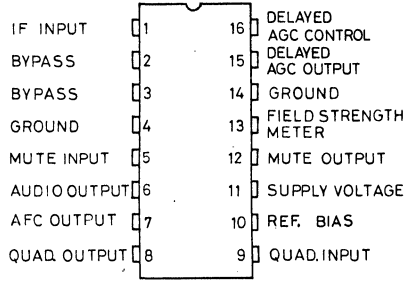 IF INPUT 1
BYPASS 2
BYPASS 3
GROUND 4
MUTE INPUT 5
AUDIO OUTPUT 6
AFC OUTPUT 7
QUAD. OUTPUT 8
16 DELAYED
AGC CONTROL
15 DELAYED
AGC OUTPUT
14 GROUND
13 FIELD STRENGTH
METER
12 MUTE OUTPUT
11 SUPPLY VOLTAGE
10 REF. BIAS
9 QUAD. INPUT